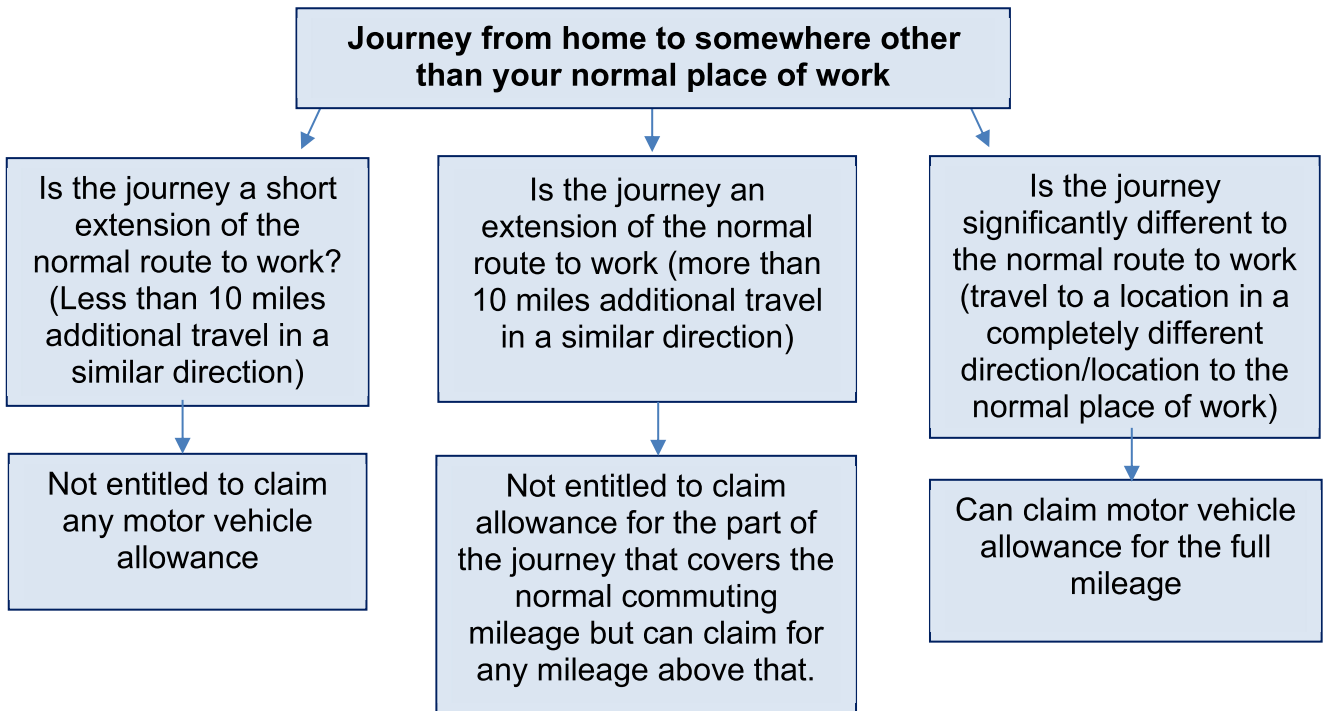 Journey from home to somewhere other
than your normal place of work
Is the journey a short
extension of the
normal route to work?
(Less than 10 miles
additional travel in a
similar direction)
Not entitled to claim
any motor vehicle
allowance
Is the journey an
extension of the normal
route to work (more than
10 miles additional travel
in a similar direction)
Not entitled to claim
allowance for the part of
the journey that covers the
normal commuting
mileage but can claim for
any mileage above that.
Is the journey
significantly different to
the normal route to work
(travel to a location in a
completely different
direction/location to the
normal place of work)
Can claim motor vehicle
allowance for the full
mileage